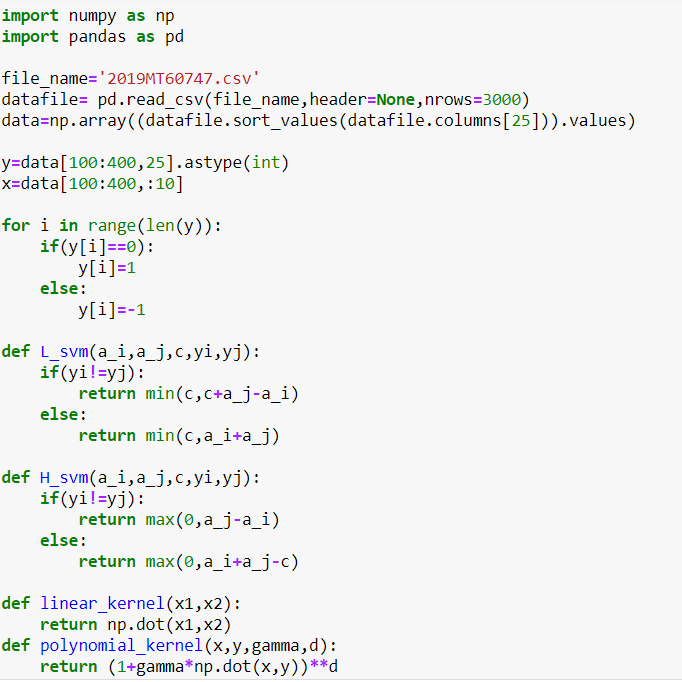 import numpy as np
import pandas as pd

file_name='2019MT60747.csv'
datafile= pd.read_csv(file_name,header=None,nrows=3000)
data=np.array((datafile.sort_values(datafile.columns[25])).values)

y=data[100:400,25].astype(int)
x=data[100:400,:10]

for i in range(len(y)):
    if(y[i]==0):
        y[i]=1
    else:
        y[i]=-1

def L_svm(a_i,a_j,c,yi,yj):
    if(yi!=yj):
        return min(c,c+a_j-a_i)
    else:
        return min(c,a_i+a_j)

def H_svm(a_i,a_j,c,yi,yj):
    if(yi!=yj):
        return max(0,a_j-a_i)
    else:
        return max(0,a_i+a_j-c)

def linear_kernel(x1,x2):
    return np.dot(x1,x2)
def polynomial_kernel(x,y,gamma,d):
    return (1+gamma*np.dot(x,y))**d